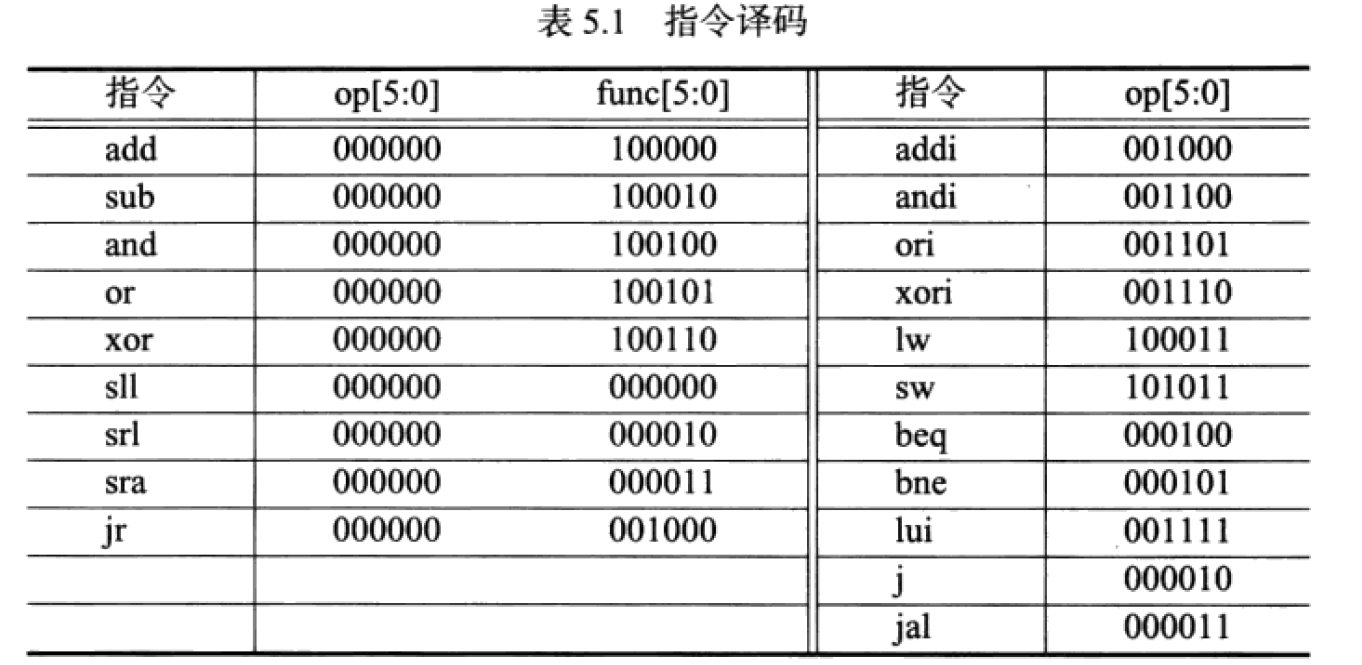 表 5.1 指令译码
指令 op[5:0] func[5:0] 指令 op[5:0]
add 000000 100000 addi 001000
sub 000000 100010 andi 001100
and 000000 100100 ori 001101
or 000000 100101 xori 001110
xor 000000 100110 lw 100011
sll 000000 000000 sw 101011
srl 000000 000010 beq 000100
sra 000000 000011 bne 000101
jr 000000 001000 lui 001111
j 000010
jal 000011